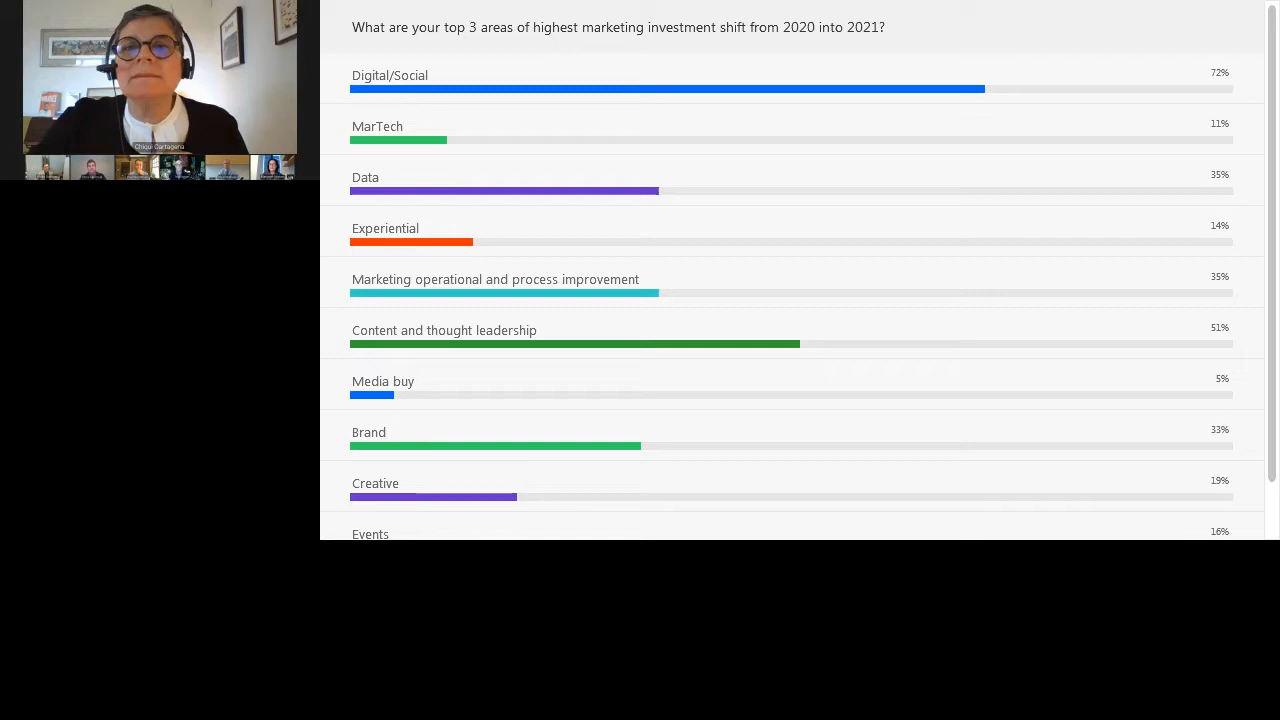 Chiqui Cartagena
What are your top 3 areas of highest marketing investment shift from 2020 into 2021?
Digital/Social 72%
MarTech 11%
Data 35%
Experiential 14%
Marketing operational and process improvement 35%
Content and thought leadership 51%
Media buy 5%
Brand 33%
Creative 19%
Events 16%